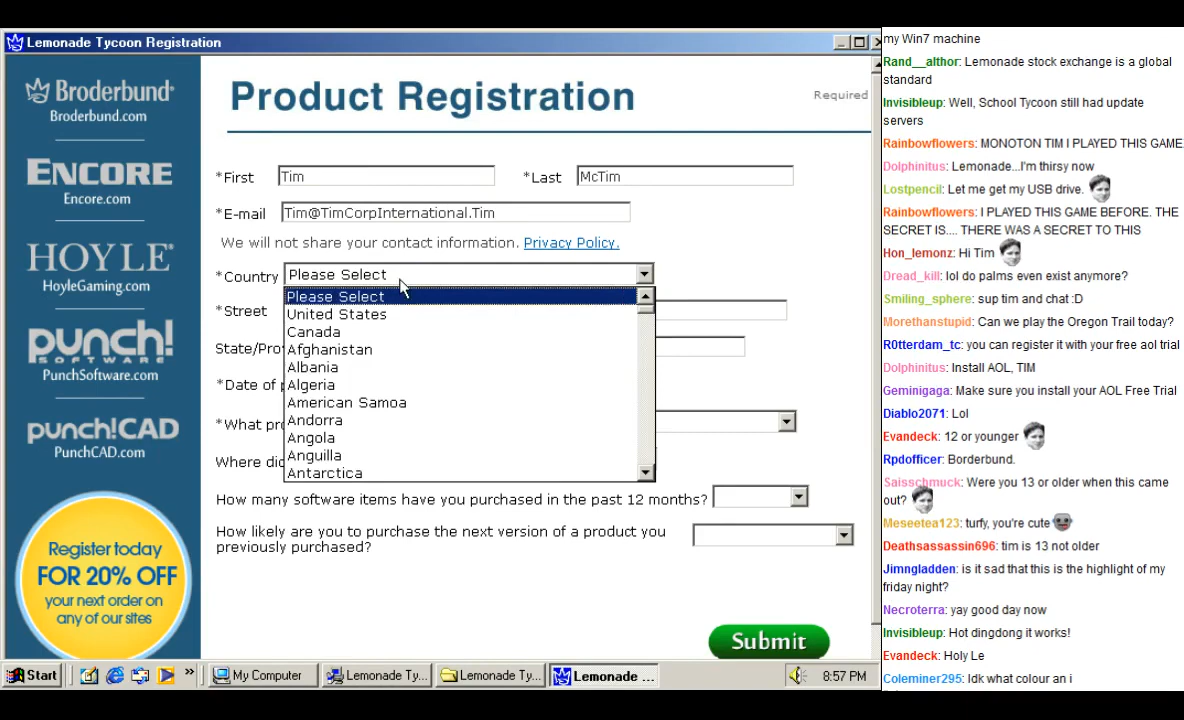 Lemonade Tycoon Registration
Broderbund®
Broderbund.com
ENCORE
Encore.com
HOYLE®
HoyleGaming.com
punch!
SOFTWARE
PunchSoftware.com
punch!CAD
PunchCAD.com
Register today
FOR 20% OFF
your next order on
any of our sites
Product Registration
Required
*First Tim *Last McTim
*E-mail Tim@TimCorpInternational.Tim
We will not share your contact information. Privacy Policy.
*Country Please Select
Please Select
United States
Canada
Afghanistan
Albania
Algeria
American Samoa
Andorra
Angola
Anguilla
Antarctica
*Street
State/Pro
*Date of p
*What pro
Where did
How many software items have you purchased in the past 12 months?
How likely are you to purchase the next version of a product you
previously purchased?
Submit
Start
»
My Computer
Lemonade Ty...
Lemonade Ty...
Lemonade ...
8:57 PM
my Win7 machine
Rand__althor: Lemonade stock exchange is a global
standard
Invisibleup: Well, School Tycoon still had update
servers
Rainbowflowers: MONOTON TIM I PLAYED THIS GAME
Dolphinitus: Lemonade...I'm thirsy now
Lostpencil: Let me get my USB drive.
Rainbowflowers: I PLAYED THIS GAME BEFORE. THE
SECRET IS.... THERE WAS A SECRET TO THIS
Hon_lemonz: Hi Tim
Dread_kill: lol do palms even exist anymore?
Smiling_sphere: sup tim and chat :D
Morethanstupid: Can we play the Oregon Trail today?
R0tterdam_tc: you can register it with your free aol trial
Dolphinitus: Install AOL, TIM
Geminigaga: Make sure you install your AOL Free Trial
Diablo2071: Lol
Evandeck: 12 or younger
Rpdofficer: Borderbund.
Saisschmuck: Were you 13 or older when this came
out?
Meseetea123: turfy, you're cute
Deathsassassin696: tim is 13 not older
Jimngladden: is it sad that this is the highlight of my
friday night?
Necroterra: yay good day now
Invisibleup: Hot dingdong it works!
Evandeck: Holy Le
Coleminer295: Idk what colour an i